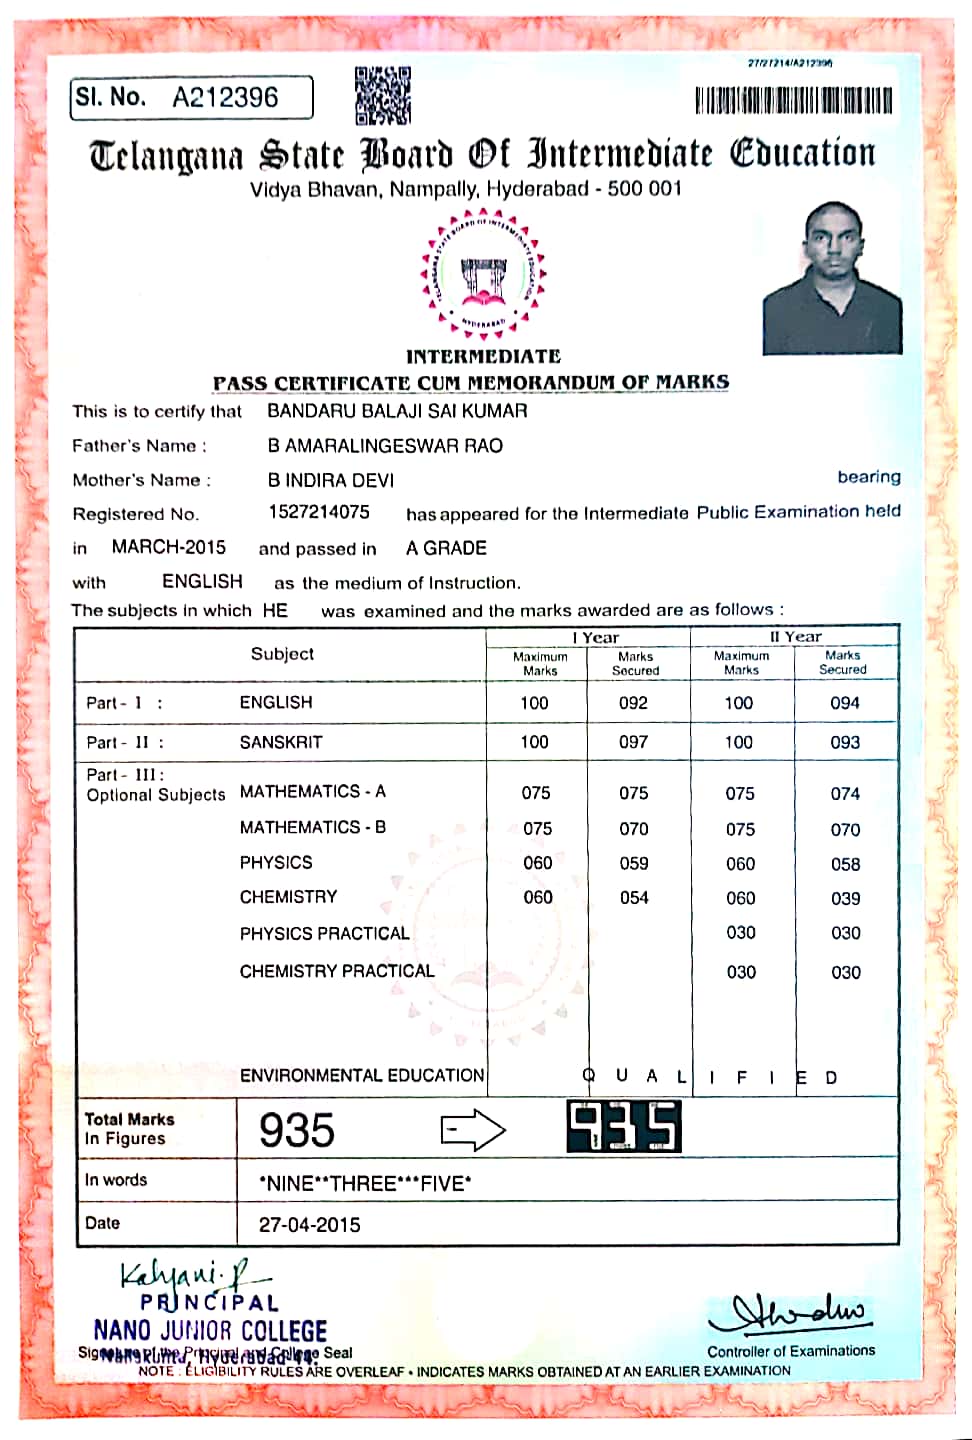 27/27214/A212396
Sl. No. A212396
Telangana State Board Of Intermediate Education
Vidya Bhavan, Nampally, Hyderabad - 500 001
TELANGANA STATE BOARD OF INTERMEDIATE EDUCATION
HYDERABAD
INTERMEDIATE
PASS CERTIFICATE CUM MEMORANDUM OF MARKS
This is to certify that BANDARU BALAJI SAI KUMAR
Father's Name : B AMARALINGESWAR RAO
Mother's Name : B INDIRA DEVI bearing
Registered No. 1527214075 has appeared for the Intermediate Public Examination held
in MARCH-2015 and passed in A GRADE
with ENGLISH as the medium of Instruction.
The subjects in which HE was examined and the marks awarded are as follows :
Subject I Year II Year
Maximum Marks Marks Secured Maximum Marks Marks Secured
Part - I : ENGLISH 100 092 100 094
Part - II : SANSKRIT 100 097 100 093
Part - III :
Optional Subjects MATHEMATICS - A 075 075 075 074
MATHEMATICS - B 075 070 075 070
PHYSICS 060 059 060 058
CHEMISTRY 060 054 060 039
PHYSICS PRACTICAL 030 030
CHEMISTRY PRACTICAL 030 030
ENVIRONMENTAL EDUCATION Q U A L I F I E D
Total Marks In Figures 935 935
In words *NINE**THREE***FIVE*
Date 27-04-2015
Kalyani. P
PRINCIPAL
NANO JUNIOR COLLEGE
Signature of the Principal and College Seal
Hyderabad-44.
Controller of Examinations
NOTE : ELIGIBILITY RULES ARE OVERLEAF * INDICATES MARKS OBTAINED AT AN EARLIER EXAMINATION